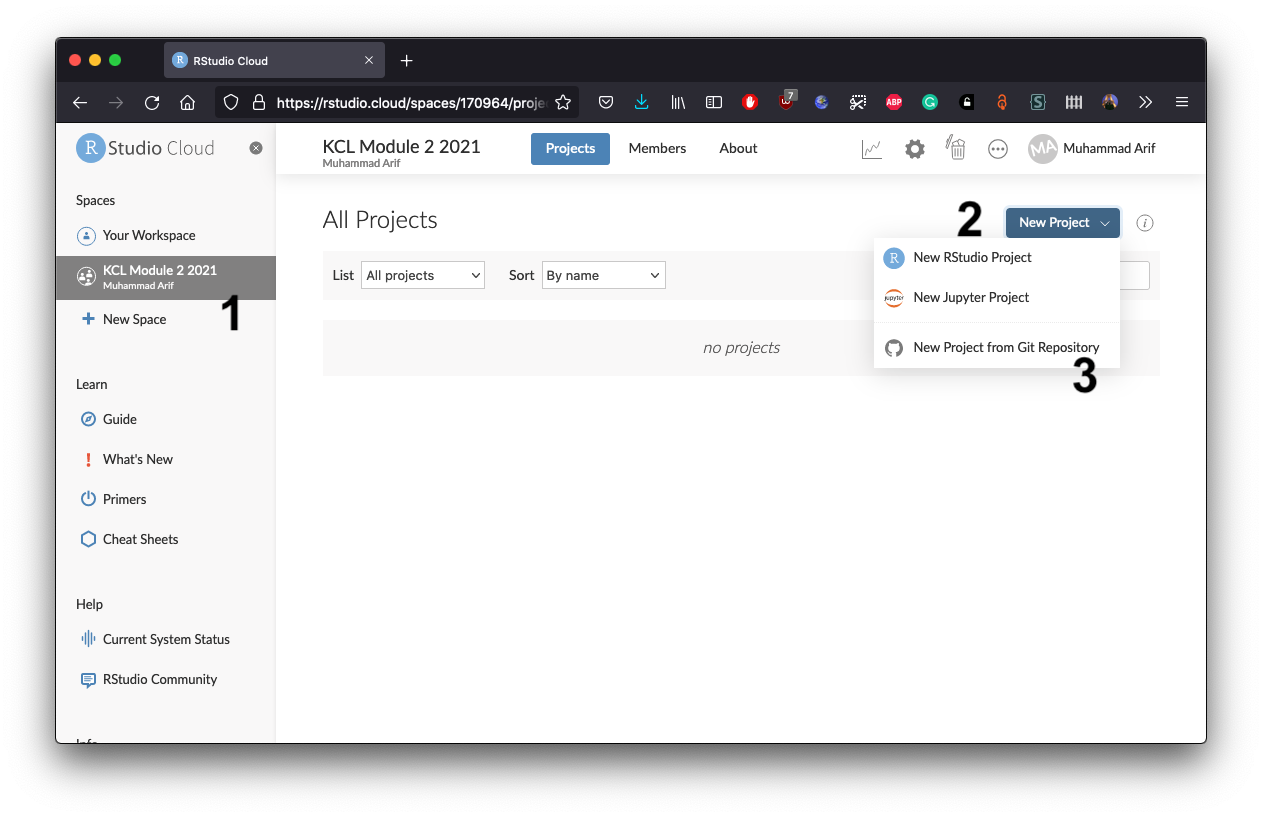 RStudio Cloud
https://rstudio.cloud/spaces/170964/proje
7
ABP
RStudio Cloud
KCL Module 2 2021
Muhammad Arif
Projects
Members
About
MA
Muhammad Arif
Spaces
Your Workspace
KCL Module 2 2021
Muhammad Arif
1
New Space
Learn
Guide
What's New
Primers
Cheat Sheets
Help
Current System Status
RStudio Community
All Projects
2
New Project
List
All projects
Sort
By name
R
New RStudio Project
jupyter
New Jupyter Project
New Project from Git Repository
3
no projects